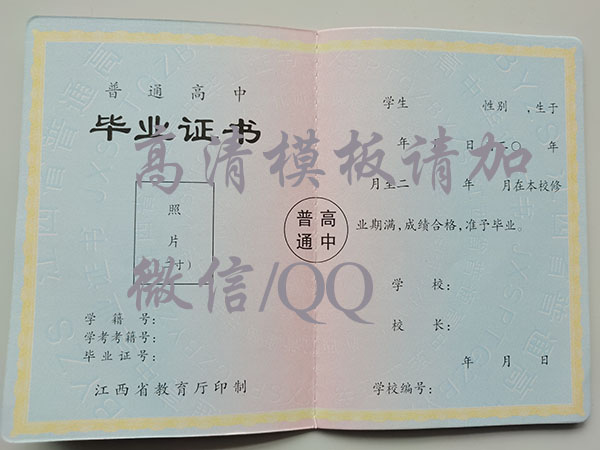 普通高中
毕业证书
照
片
寸）
学籍号：
学考考籍号：
毕业证号：
江西省教育厅印制
普高
通中
学生 性别 ，生于
年 日 二〇 年
月至二 年 月在本校修
业期满，成绩合格，准予毕业。
学校：
校长：
年 月 日
学校编号：
高清模板请加
微信/QQ